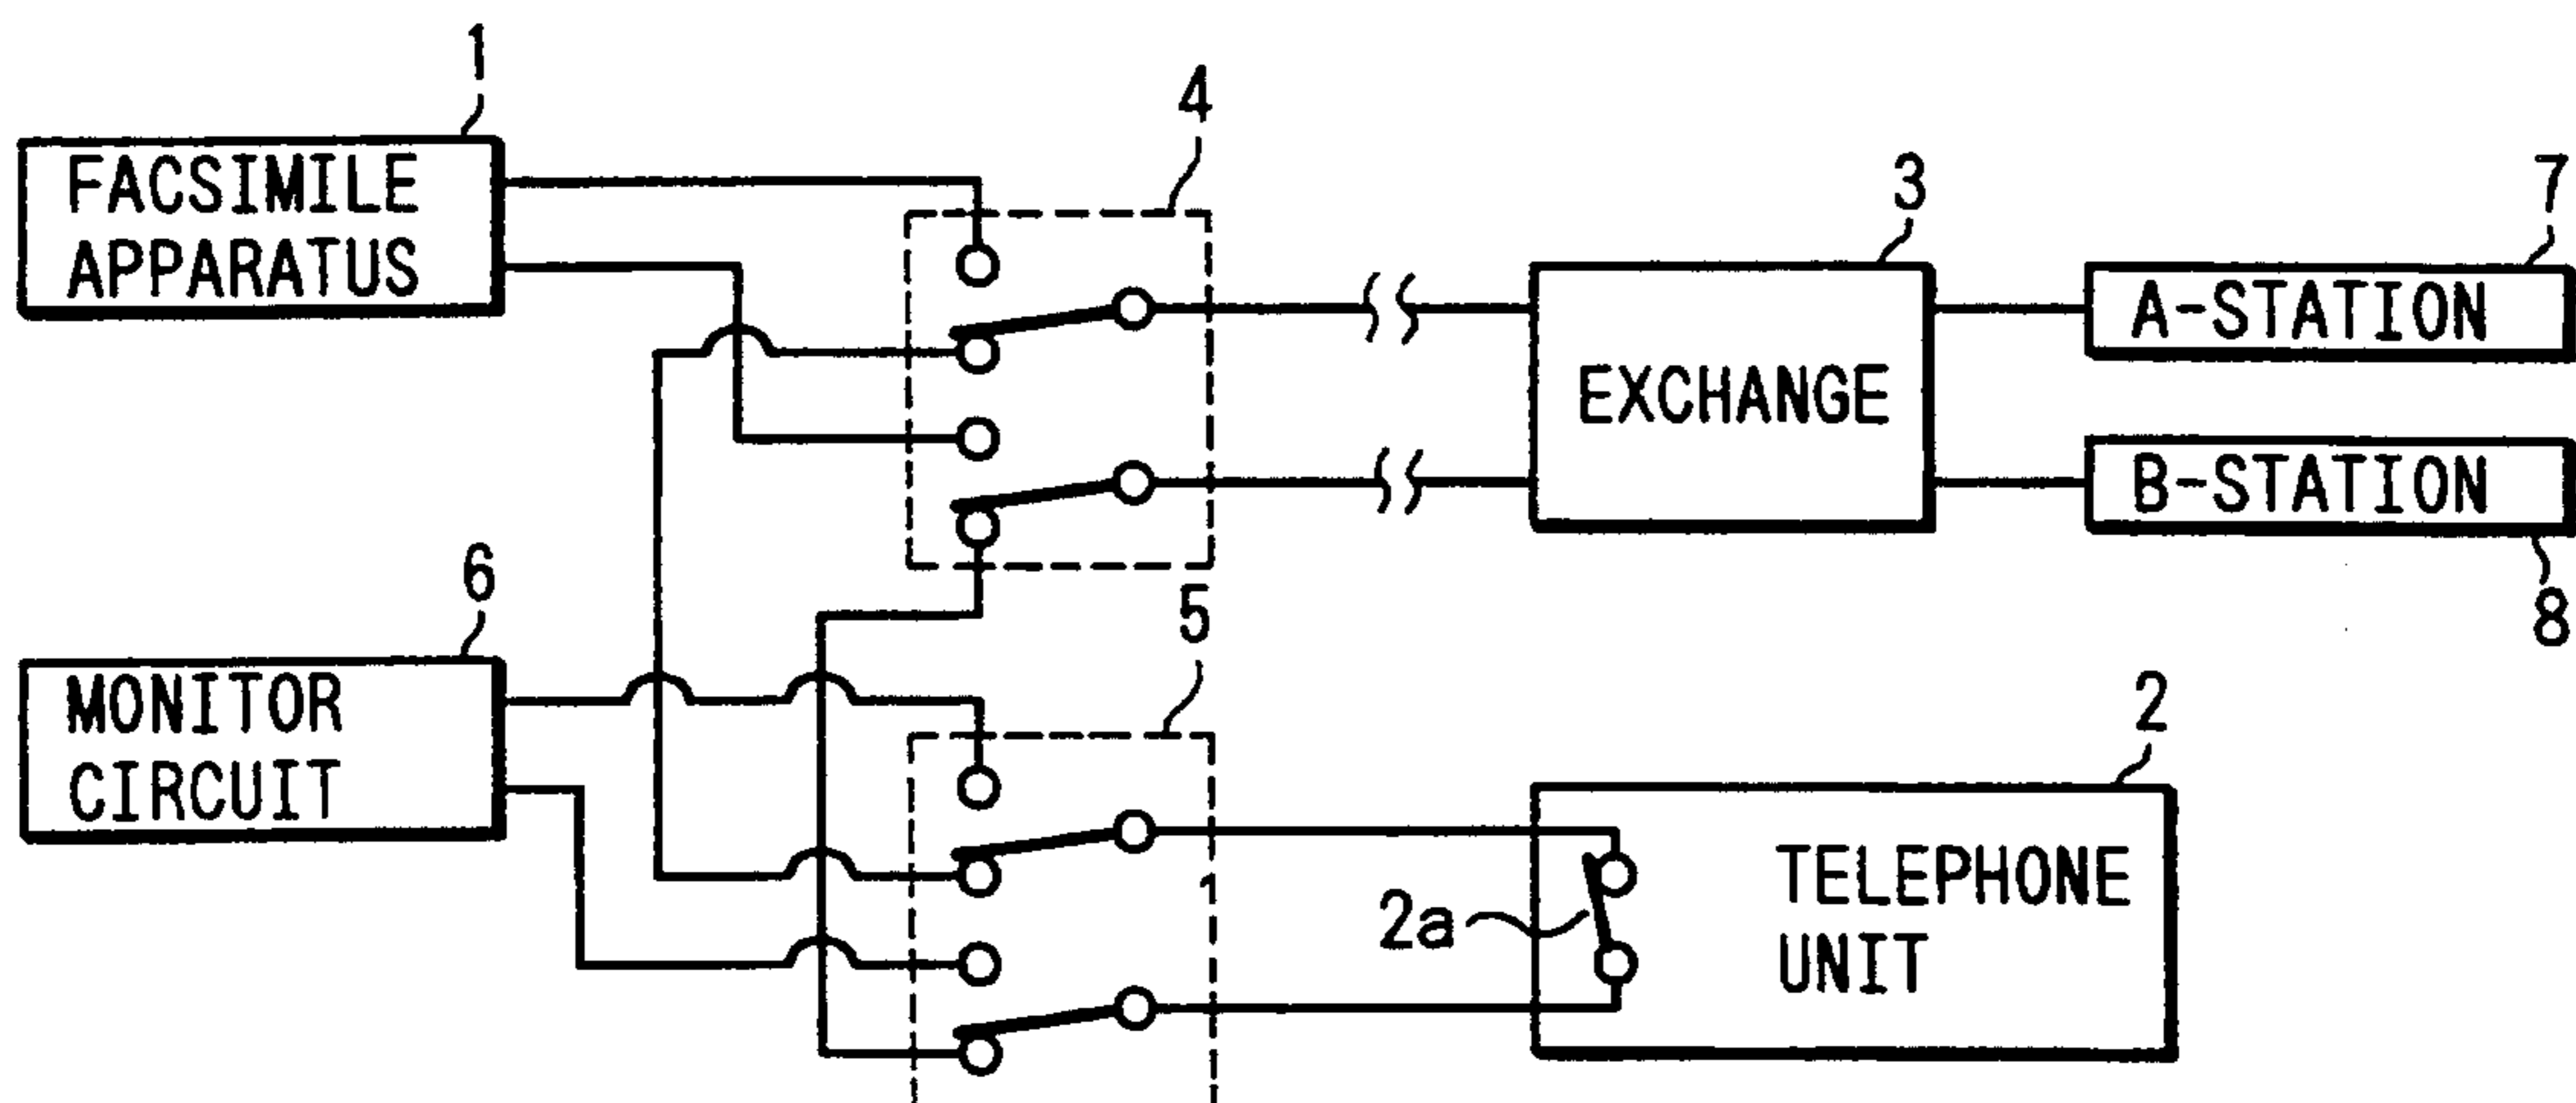 1
FACSIMILE
APPARATUS
4
3
EXCHANGE
7
A-STATION
B-STATION
8
6
MONITOR
CIRCUIT
5
2
2a
TELEPHONE
UNIT